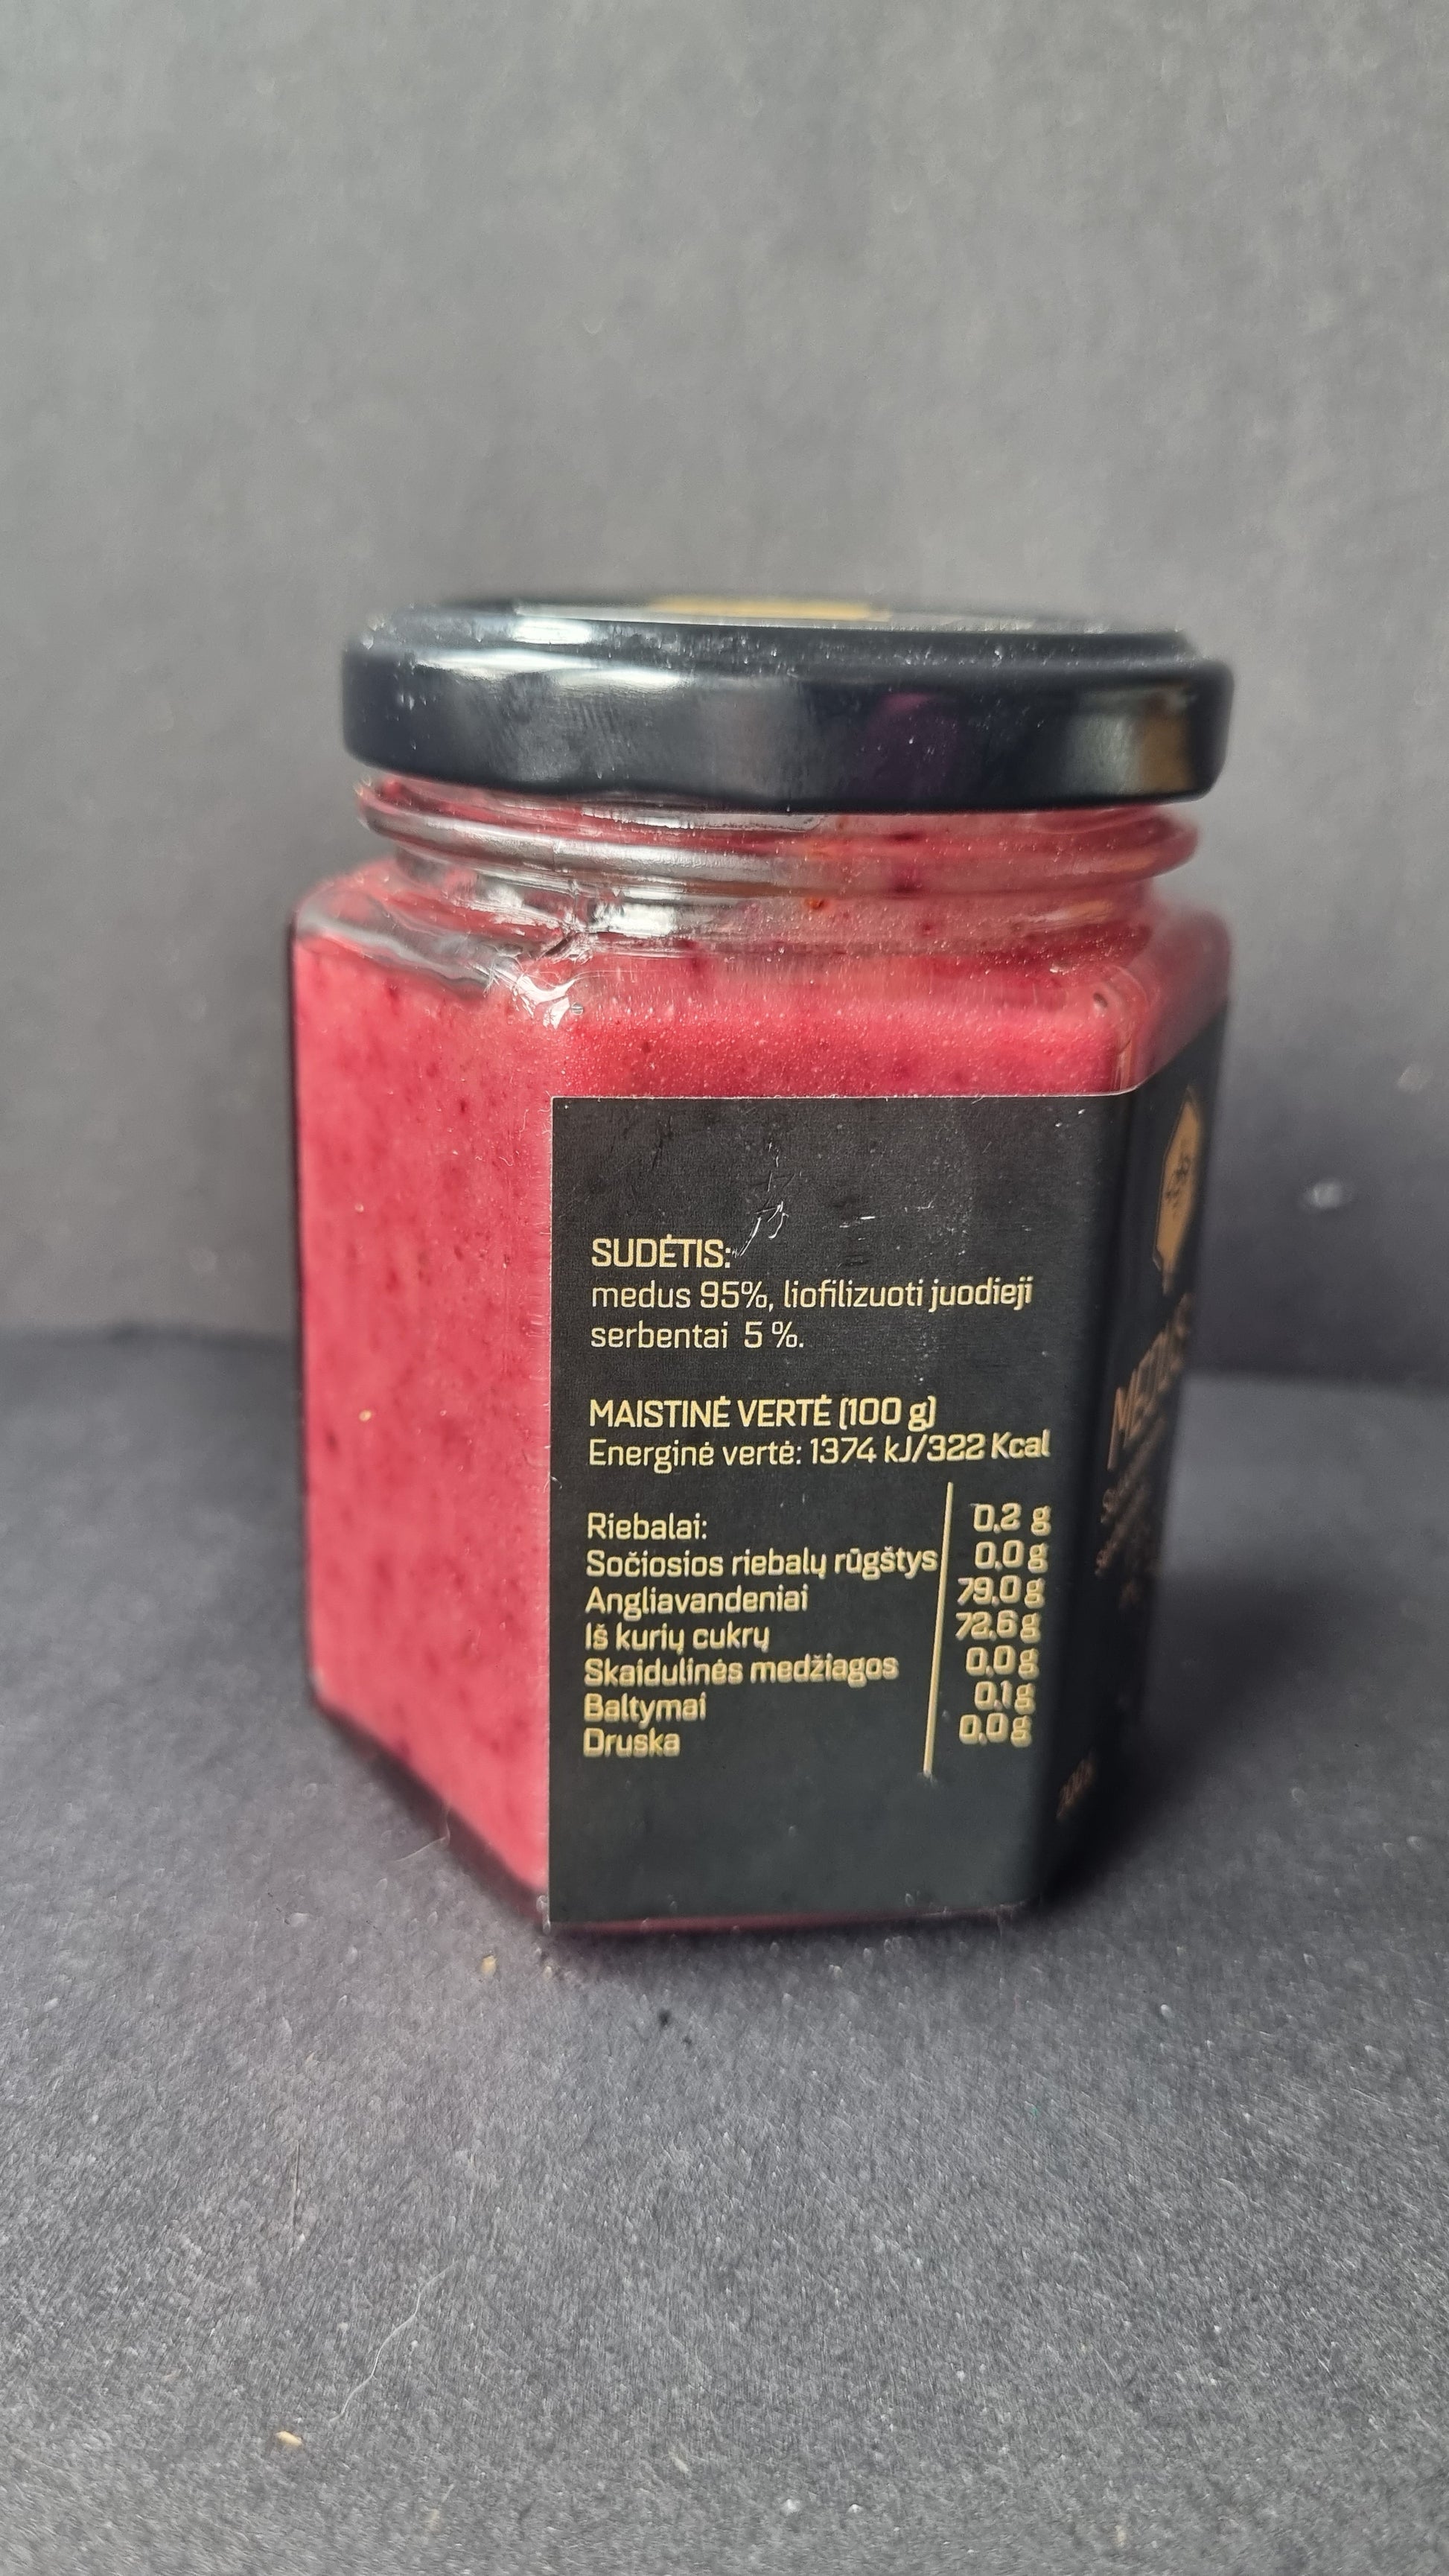 SUDĖTIS:
medus 95%, liofilizuoti juodieji
serbentai 5 %.
MAISTINĖ VERTĖ (100 g)
Energinė vertė: 1374 kJ/322 Kcal
Riebalai: 0,2 g
Sočiosios riebalų rūgštys 0,0 g
Angliavandeniai 79,0 g
Iš kurių cukrų 72,6 g
Skaidulinės medžiagos 0,0 g
Baltymai 0,1 g
Druska 0,0 g